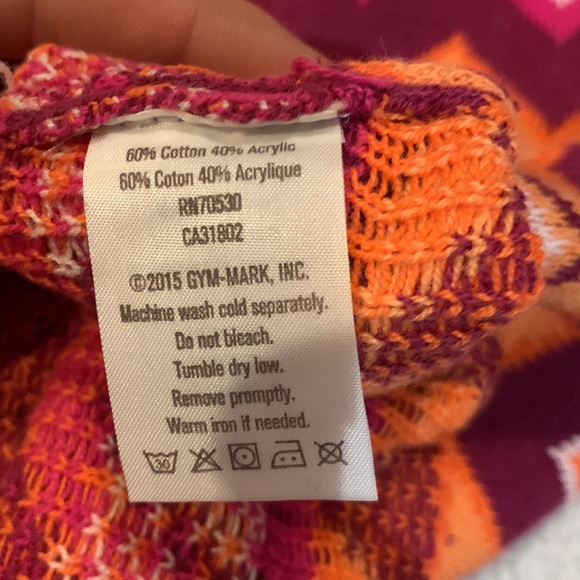 60% Cotton 40% Acrylic
60% Coton 40% Acrylique
RN70530
CA31802
©2015 GYM-MARK, INC.
Machine wash cold separately.
Do not bleach.
Tumble dry low.
Remove promptly.
Warm iron if needed.
30